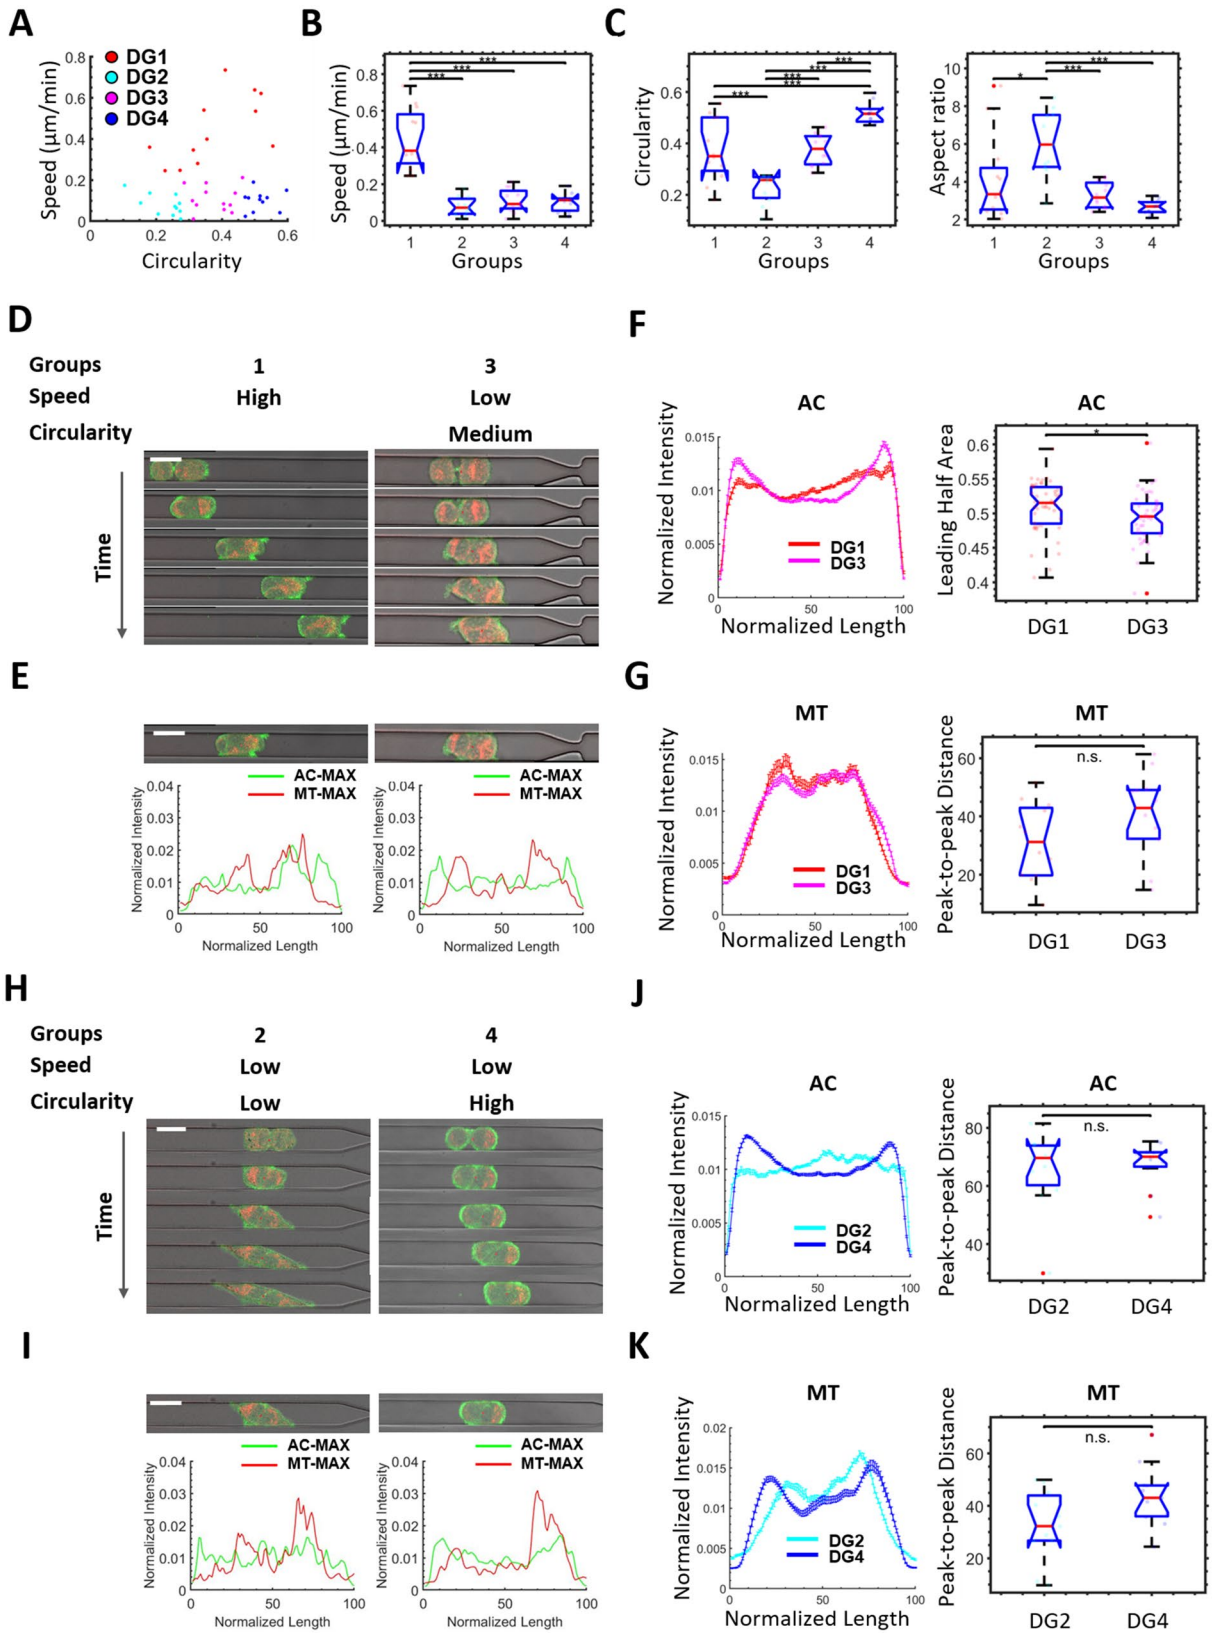 A
DG1
DG2
DG3
DG4
Speed (μm/min)
0.8
0.6
0.4
0.2
0
0
0.2
0.4
0.6
Circularity
B
Speed (μm/min)
0.8
0.6
0.4
0.2
0
***
***
***
1
2
3
4
Groups
C
Circularity
0.6
0.4
0.2
***
***
***
***
***
1
2
3
4
Groups
Aspect ratio
10
8
6
4
2
*
***
***
1
2
3
4
Groups
D
Groups
1
3
Speed
High
Low
Circularity
Medium
Time
E
AC-MAX
MT-MAX
Normalized Intensity
0.04
0.03
0.02
0.01
0
0
50
100
Normalized Length
AC-MAX
MT-MAX
Normalized Intensity
0.04
0.03
0.02
0.01
0
0
50
100
Normalized Length
F
AC
Normalized Intensity
0.015
0.01
0.005
0
DG1
DG3
0
50
100
Normalized Length
AC
Leading Half Area
0.6
0.55
0.5
0.45
0.4
*
DG1
DG3
G
MT
Normalized Intensity
0.015
0.01
0.005
0
DG1
DG3
0
50
100
Normalized Length
MT
Peak-to-peak Distance
60
40
20
n.s.
DG1
DG3
H
Groups
2
4
Speed
Low
Low
Circularity
Low
High
Time
I
AC-MAX
MT-MAX
Normalized Intensity
0.04
0.03
0.02
0.01
0
0
50
100
Normalized Length
AC-MAX
MT-MAX
Normalized Intensity
0.04
0.03
0.02
0.01
0
0
50
100
Normalized Length
J
AC
Normalized Intensity
0.015
0.01
0.005
0
DG2
DG4
0
50
100
Normalized Length
AC
Peak-to-peak Distance
80
60
40
n.s.
DG2
DG4
K
MT
Normalized Intensity
0.02
0.015
0.01
0.005
0
DG2
DG4
0
50
100
Normalized Length
MT
Peak-to-peak Distance
60
40
20
n.s.
DG2
DG4